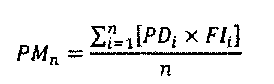 $PM_n = \frac{\sum_{i=1}^{n}[PD_i \times FI_i]}{n}$